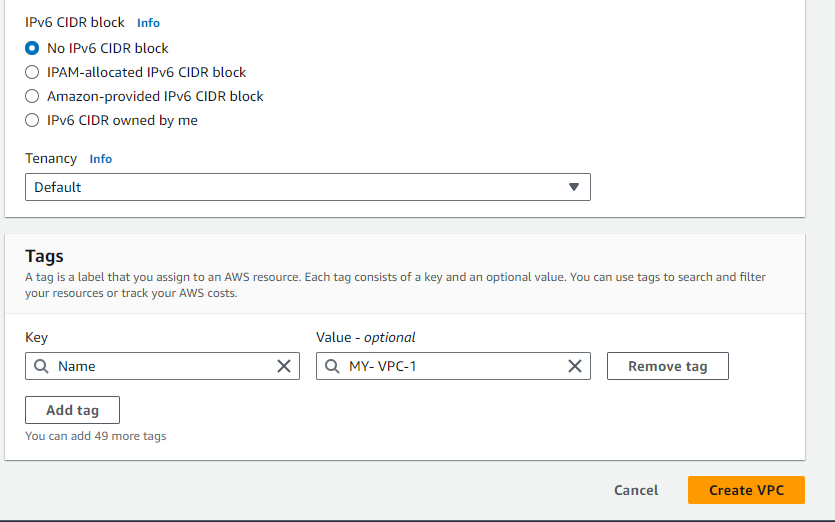 IPv6 CIDR block Info
No IPv6 CIDR block
IPAM-allocated IPv6 CIDR block
Amazon-provided IPv6 CIDR block
IPv6 CIDR owned by me
Tenancy Info
Default
Tags
A tag is a label that you assign to an AWS resource. Each tag consists of a key and an optional value. You can use tags to search and filter
your resources or track your AWS costs.
Key Value - optional
Name MY- VPC-1 Remove tag
Add tag
You can add 49 more tags
Cancel Create VPC